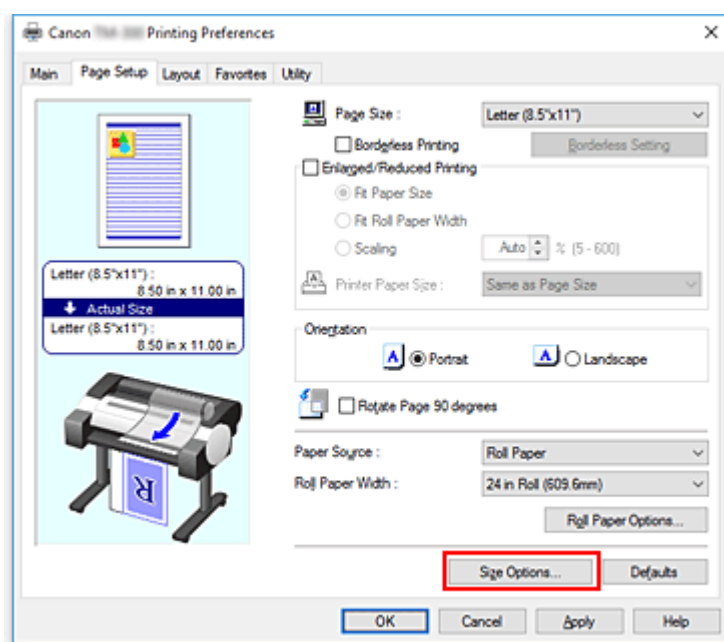 Canon Printing Preferences
Main Page Setup Layout Favorites Utility
Page Size : Letter (8.5"x11")
Borderless Printing Borderless Setting
Enlarged/Reduced Printing
Fit Paper Size
Fit Roll Paper Width
Scaling Auto % (5 - 600)
Printer Paper Size : Same as Page Size
Letter (8.5"x11") :
8.50 in x 11.00 in
Actual Size
Letter (8.5"x11") :
8.50 in x 11.00 in
Orientation
A Portrait A Landscape
Rotate Page 90 degrees
Paper Source : Roll Paper
Roll Paper Width : 24 in Roll (609.6mm)
R
Roll Paper Options...
Size Options... Defaults
OK Cancel Apply Help